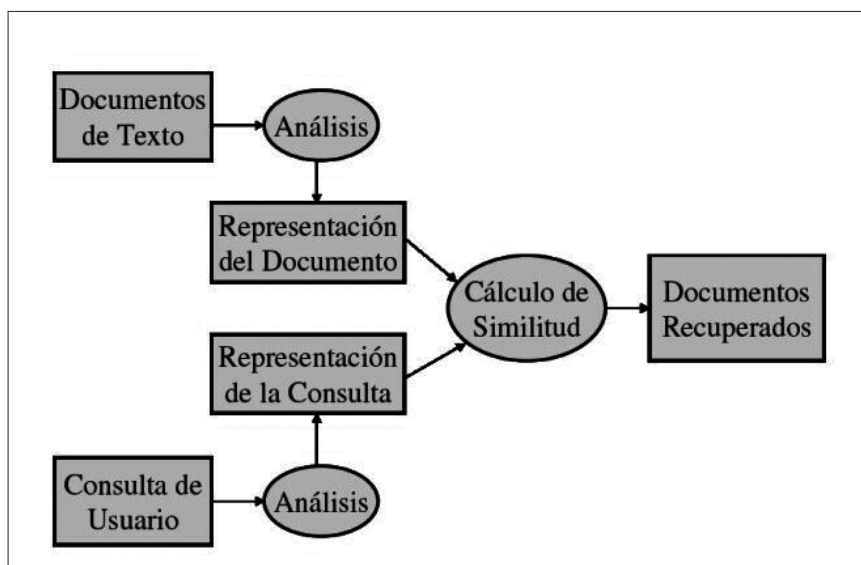 Documentos
de Texto
Análisis
Representación
del Documento
Cálculo de
Similitud
Documentos
Recuperados
Representación
de la Consulta
Consulta de
Usuario
Análisis